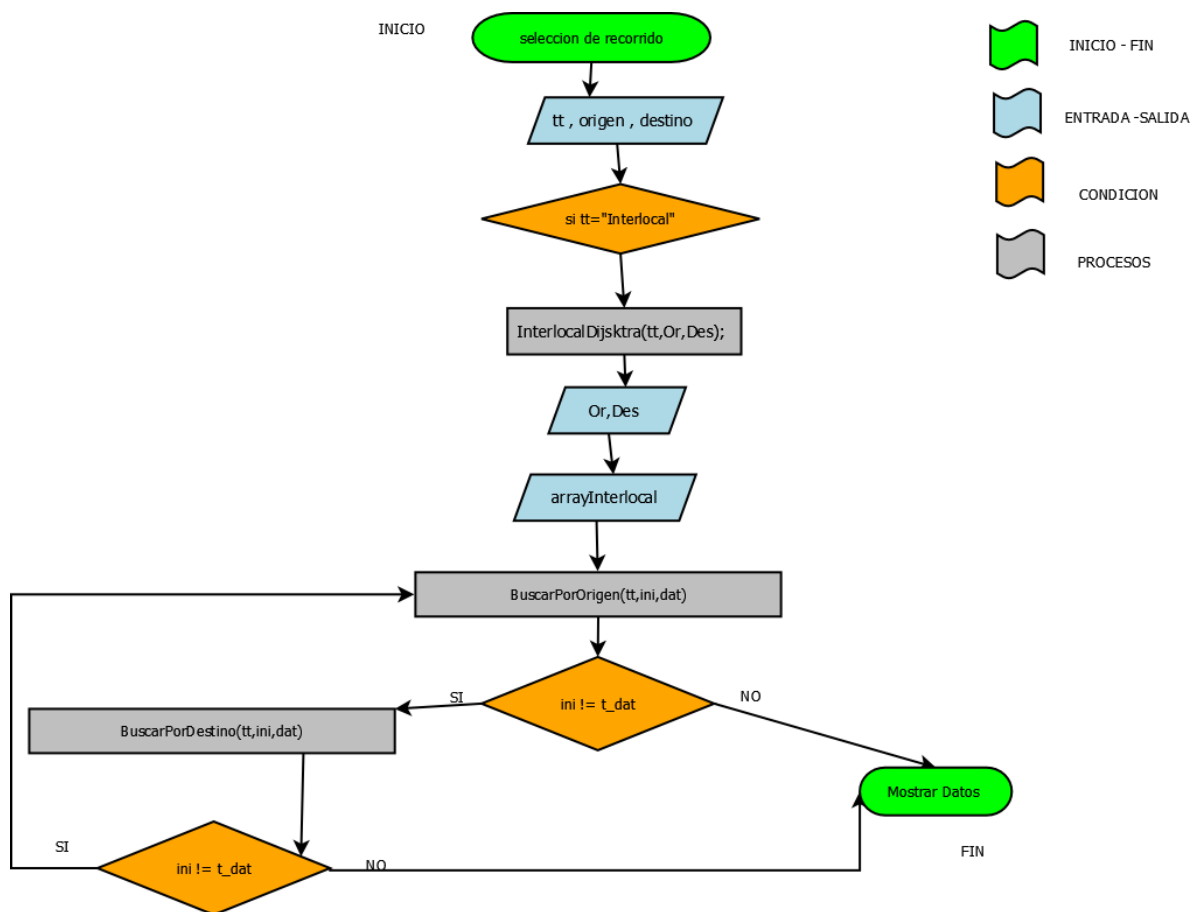 INICIO
seleccion de recorrido
INICIO - FIN
tt , origen , destino
ENTRADA -SALIDA
si tt="Interlocal"
CONDICION
PROCESOS
InterlocalDijsktra(tt,Or,Des);
Or,Des
arrayInterlocal
BuscarPorOrigen(tt,ini,dat)
SI
ini != t_dat
NO
BuscarPorDestino(tt,ini,dat)
Mostrar Datos
SI
ini != t_dat
NO
FIN